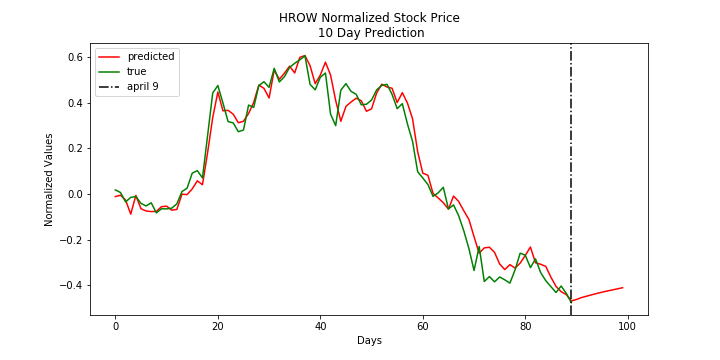 HROW Normalized Stock Price
10 Day Prediction
predicted
true
april 9
Normalized Values
0.6
0.4
0.2
0.0
−0.2
−0.4
0
20
40
60
80
100
Days